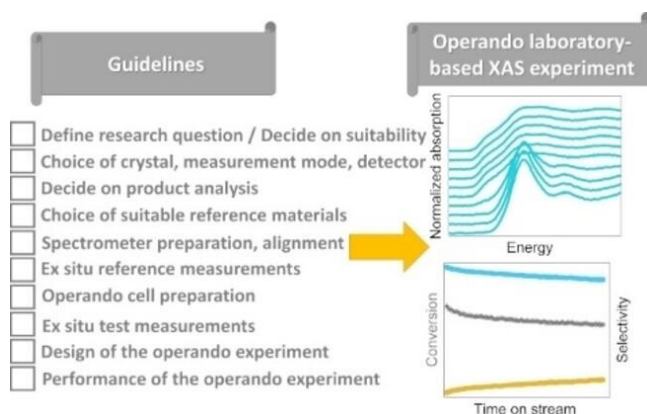 Guidelines
Define research question / Decide on suitability
Choice of crystal, measurement mode, detector
Decide on product analysis
Choice of suitable reference materials
Spectrometer preparation, alignment
Ex situ reference measurements
Operando cell preparation
Ex situ test measurements
Design of the operando experiment
Performance of the operando experiment
Operando laboratory-
based XAS experiment
Normalized absorption
Energy
Conversion
Selectivity
Time on stream